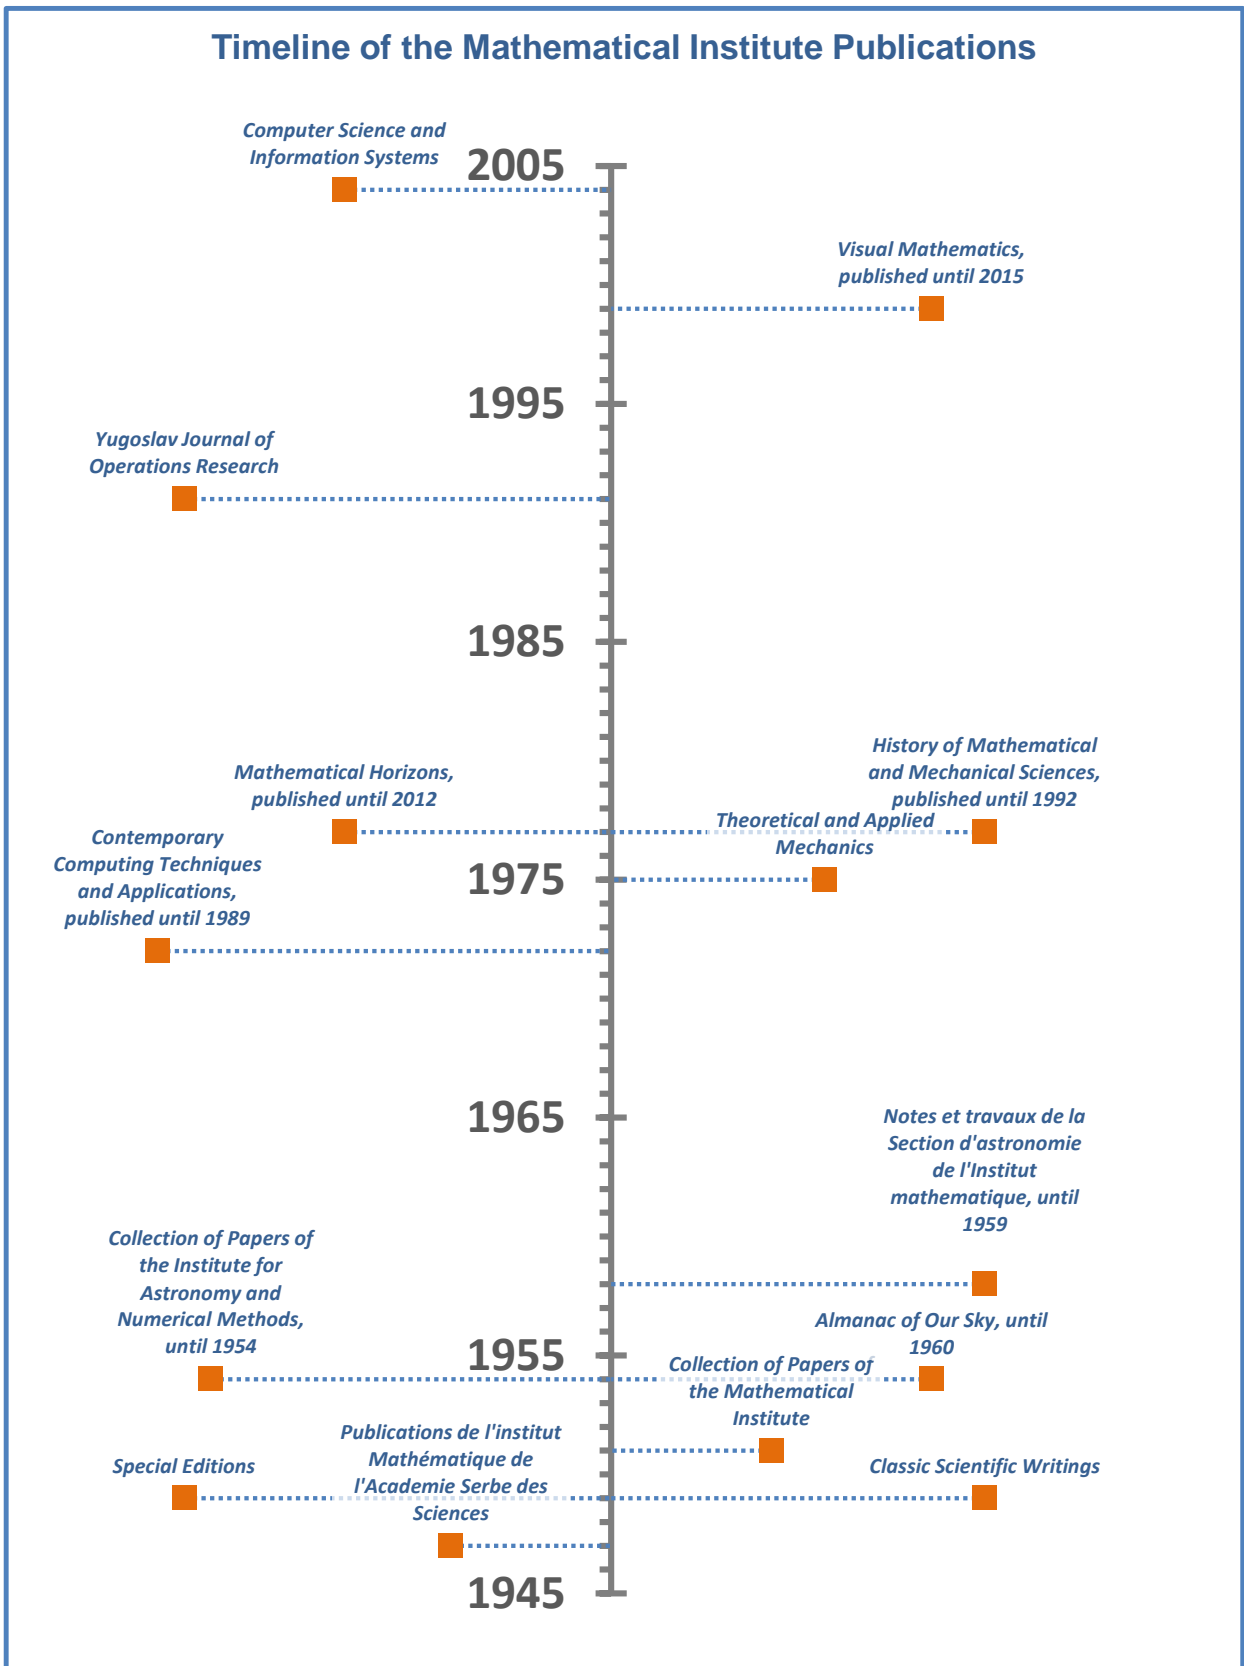 Timeline of the Mathematical Institute Publications
Computer Science and
Information Systems
2005
Visual Mathematics,
published until 2015
1995
Yugoslav Journal of
Operations Research
1985
History of Mathematical
and Mechanical Sciences,
published until 1992
Mathematical Horizons,
published until 2012
Theoretical and Applied
Mechanics
Contemporary
Computing Techniques
and Applications,
published until 1989
1975
1965
Notes et travaux de la
Section d'astronomie
de l'Institut
mathematique, until
1959
Collection of Papers of
the Institute for
Astronomy and
Numerical Methods,
until 1954
Almanac of Our Sky, until
1960
1955
Collection of Papers of
the Mathematical
Institute
Publications de l'institut
Mathématique de
l'Academie Serbe des
Sciences
Special Editions
Classic Scientific Writings
1945